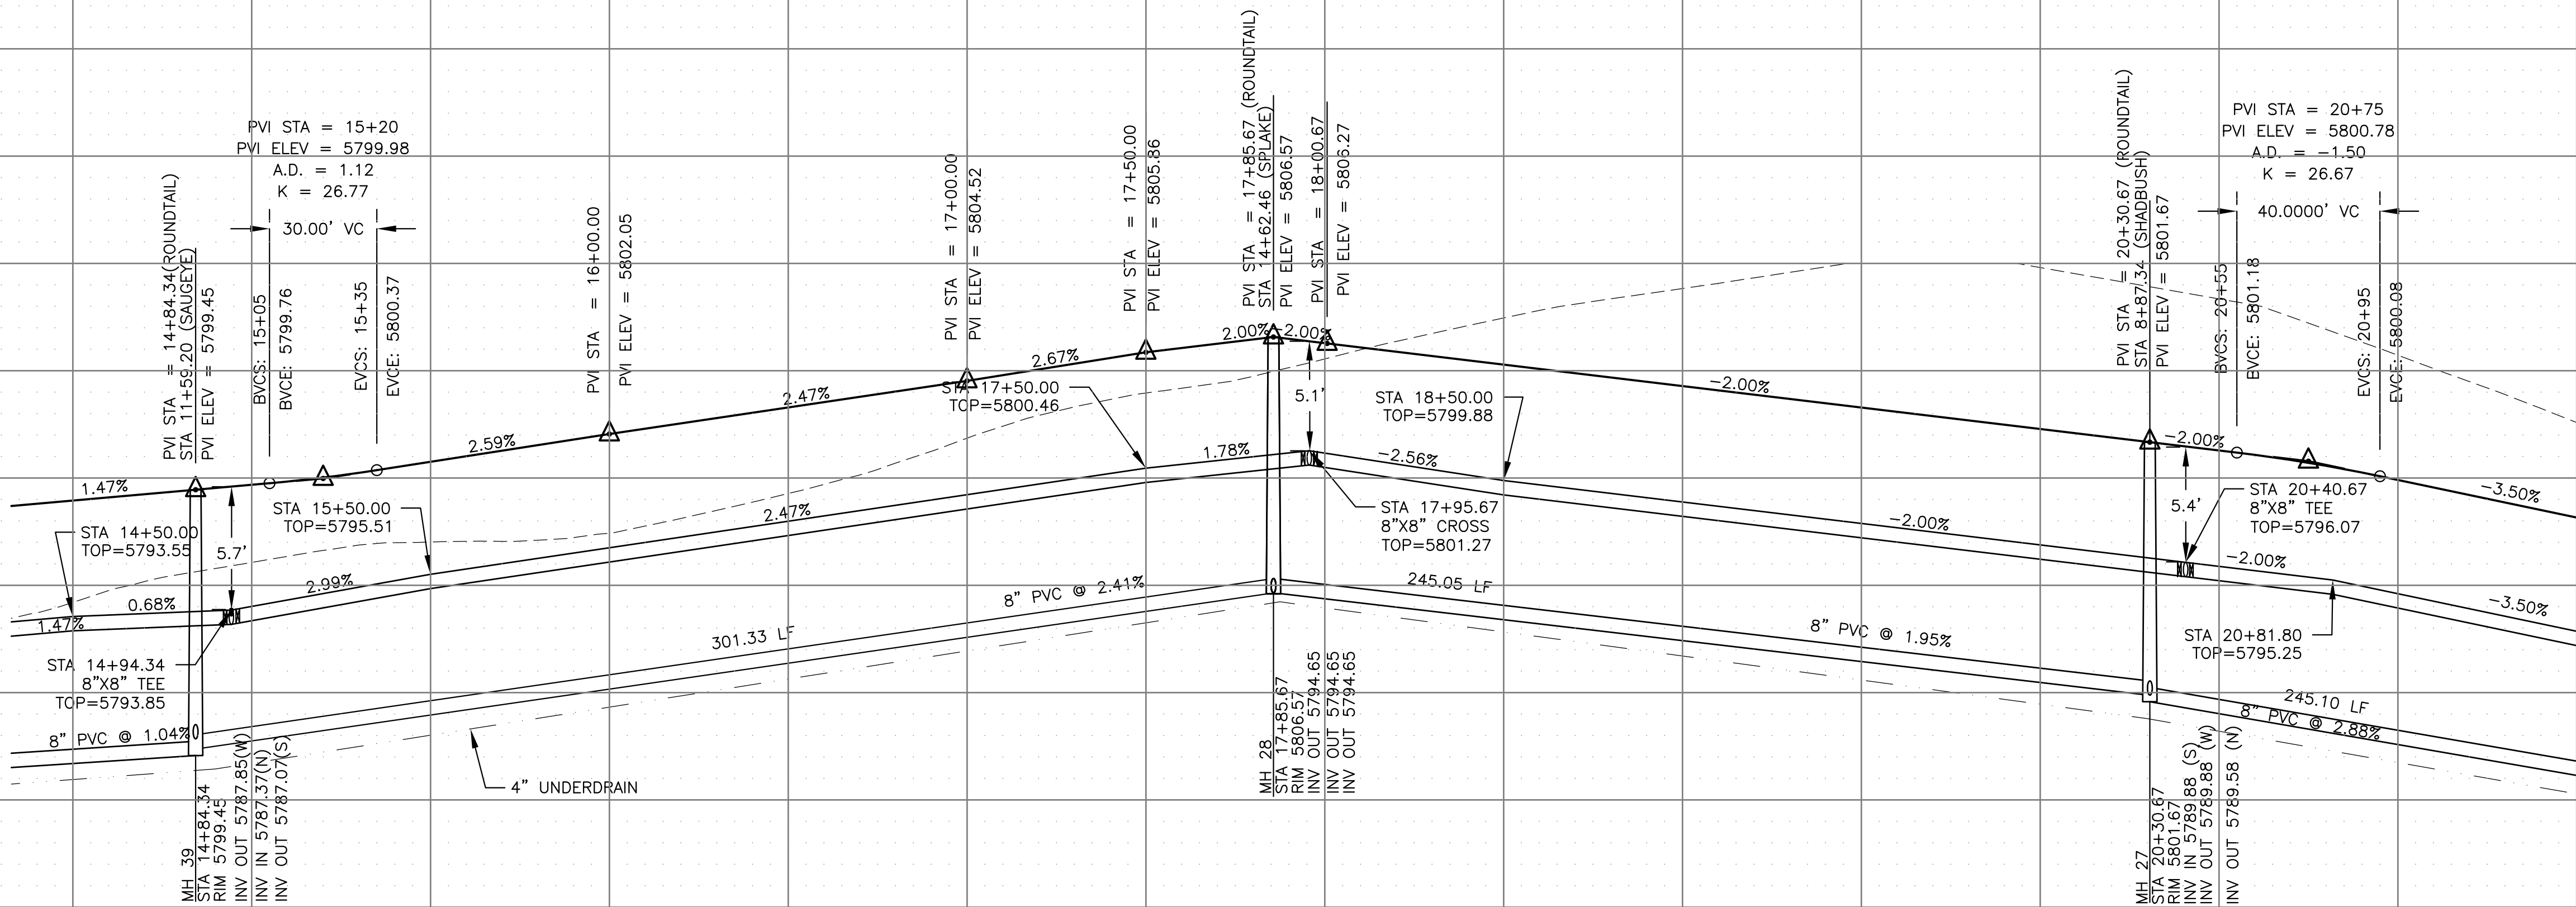 PVI STA = 15+20
PVI ELEV = 5799.98
A.D. = 1.12
K = 26.77
30.00' VC
PVI STA = 14+84.34(ROUNDTAIL)
STA 11+59.20 (SAUGEYE)
PVI ELEV = 5799.45
BVCS: 15+05
BVCE: 5799.76
EVCS: 15+35
EVCE: 5800.37
PVI STA = 16+00.00
PVI ELEV = 5802.05
PVI STA = 17+00.00
PVI ELEV = 5804.52
PVI STA = 17+50.00
PVI ELEV = 5805.86
PVI STA = 17+85.67 (ROUNDTAIL)
STA 14+62.46 (SPLAKE)
PVI ELEV = 5806.57
PVI STA = 18+00.67
PVI ELEV = 5806.27
PVI STA = 20+30.67 (ROUNDTAIL)
STA 8+87.34 (SHADBUSH)
PVI ELEV = 5801.67
PVI STA = 20+75
PVI ELEV = 5800.78
A.D. = -1.50
K = 26.67
40.0000' VC
BVCS: 20+55
BVCE: 5801.18
EVCS: 20+95
EVCE: 5800.08
1.47%
2.59%
2.47%
2.67%
2.00%
-2.00%
-2.00%
-2.00%
-3.50%
STA 14+50.00
TOP=5793.55
5.7'
STA 15+50.00
TOP=5795.51
STA 17+50.00
TOP=5800.46
5.1'
STA 18+50.00
TOP=5799.88
STA 17+95.67
8"X8" CROSS
TOP=5801.27
5.4'
STA 20+40.67
8"X8" TEE
TOP=5796.07
0.68%
1.47%
2.99%
2.47%
1.78%
-2.56%
-2.00%
-2.00%
-3.50%
STA 14+94.34
8"X8" TEE
TOP=5793.85
STA 20+81.80
TOP=5795.25
8" PVC @ 1.04%
301.33 LF
8" PVC @ 2.41%
245.05 LF
8" PVC @ 1.95%
245.10 LF
8" PVC @ 2.88%
4" UNDERDRAIN
MH 39
STA 14+84.34
RIM 5799.45
INV OUT 5787.85(W)
INV IN 5787.37(N)
INV OUT 5787.07(S)
MH 28
STA 17+85.67
RIM 5806.57
INV OUT 5794.65
INV OUT 5794.65
INV OUT 5794.65
MH 27
STA 20+30.67
RIM 5801.67
INV IN 5789.88 (S)
INV OUT 5789.88 (W)
INV OUT 5789.58 (N)